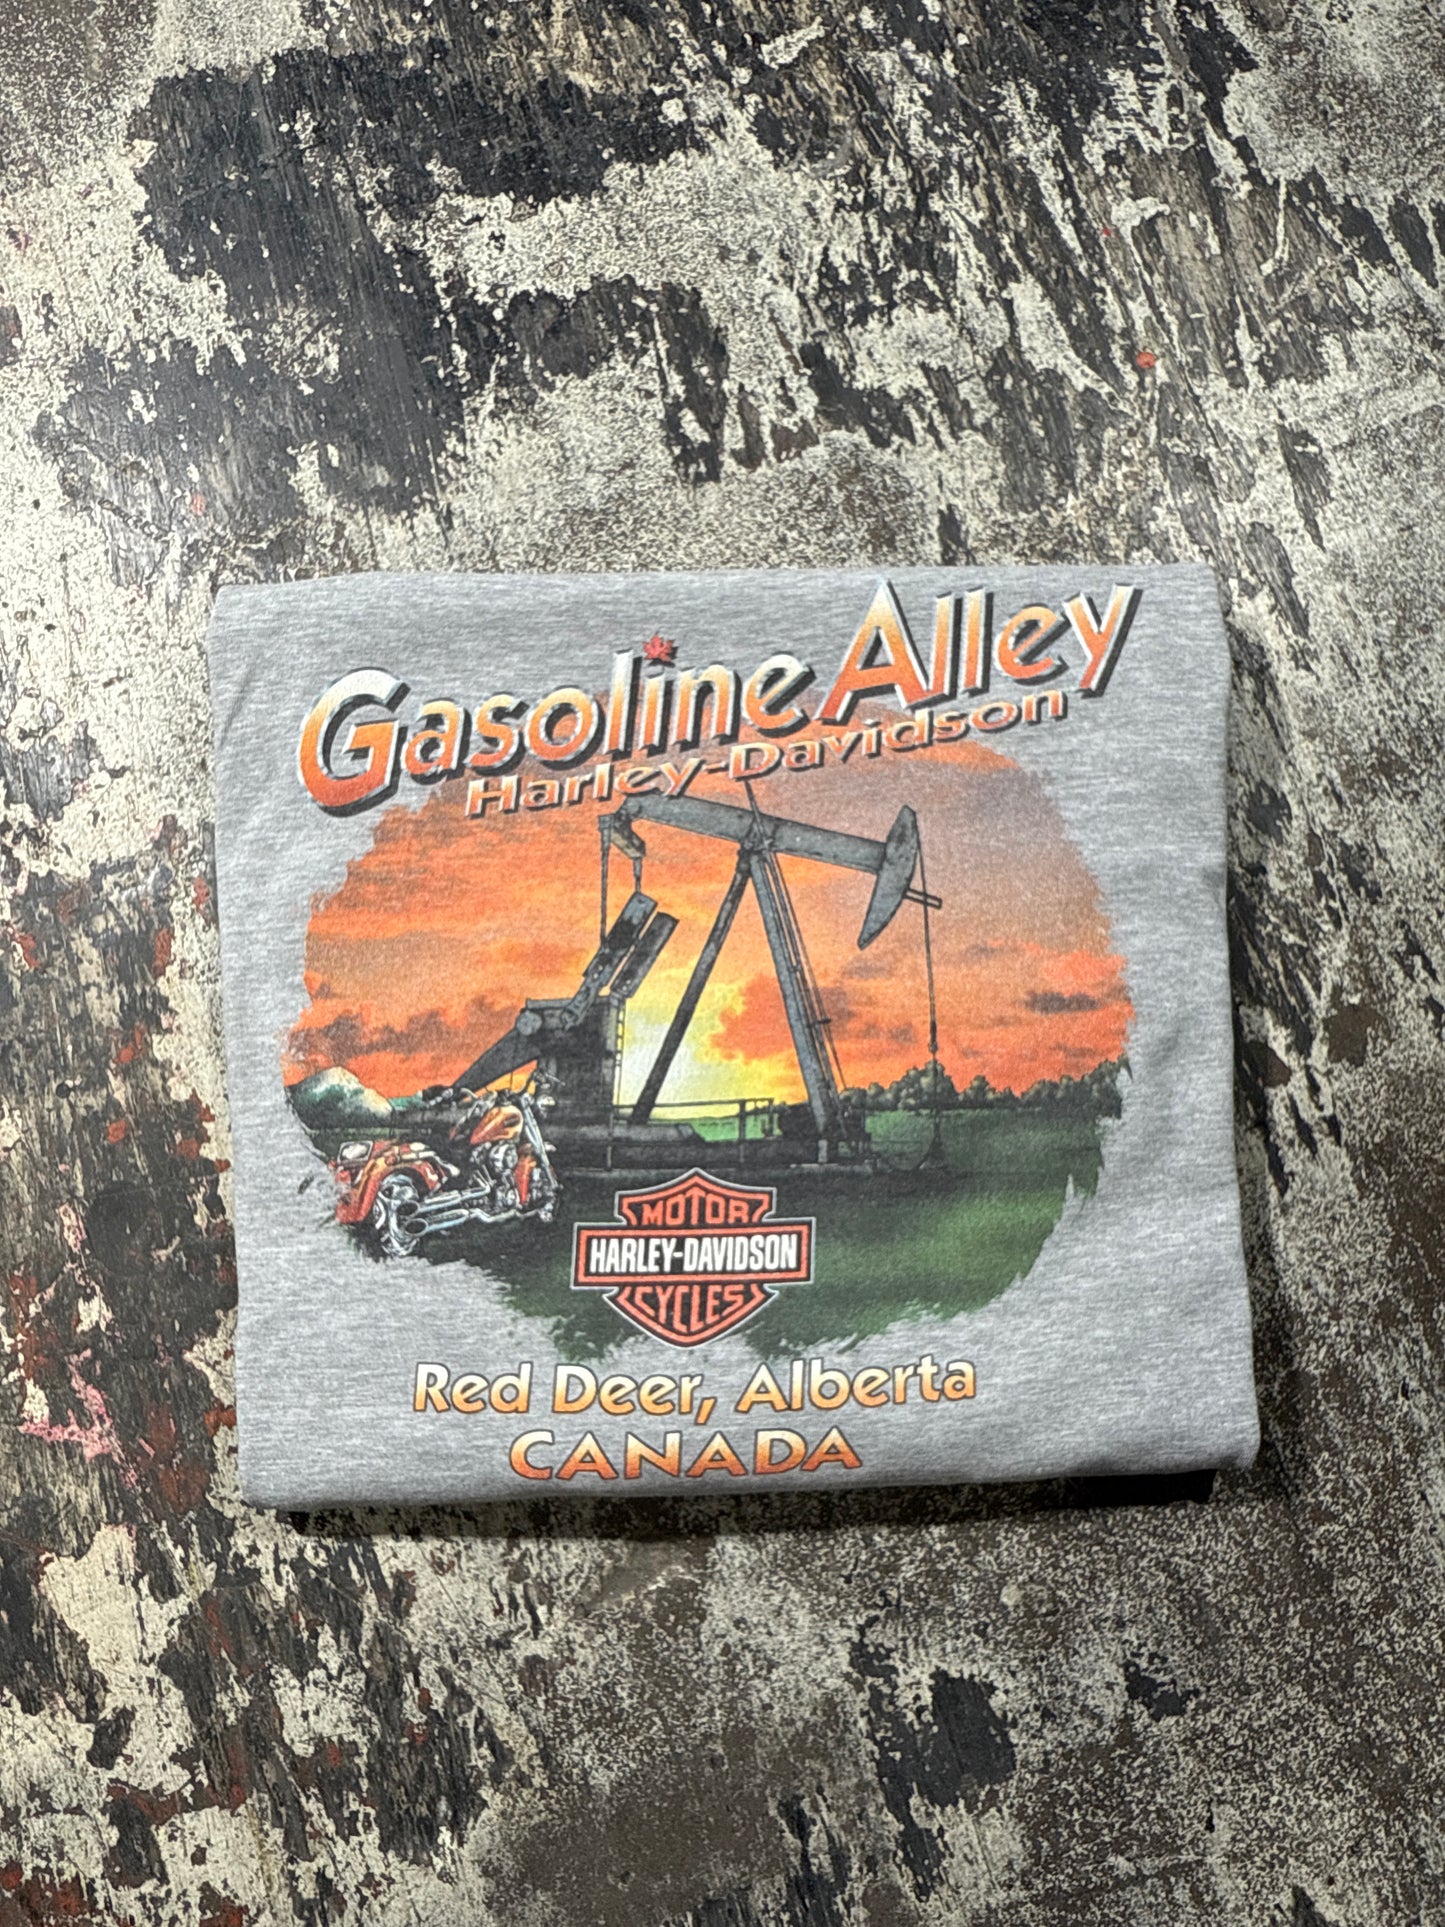 Gasoline Alley
Harley-Davidson
MOTOR
HARLEY-DAVIDSON
CYCLES
Red Deer, Alberta
CANADA